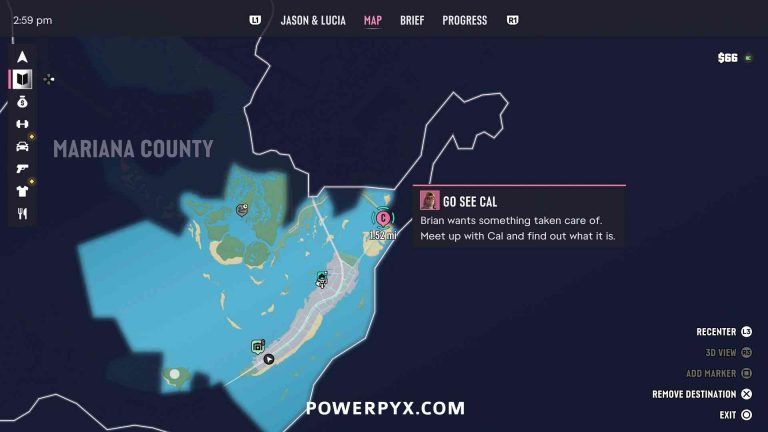 2:59 pm
L1 JASON & LUCIA MAP BRIEF PROGRESS R1
$66
MARIANA COUNTY
GO SEE CAL
Brian wants something taken care of.
Meet up with Cal and find out what it is.
C
1.52 mi
RECENTER L3
3D VIEW R3
ADD MARKER
REMOVE DESTINATION
EXIT
POWERPYX.COM